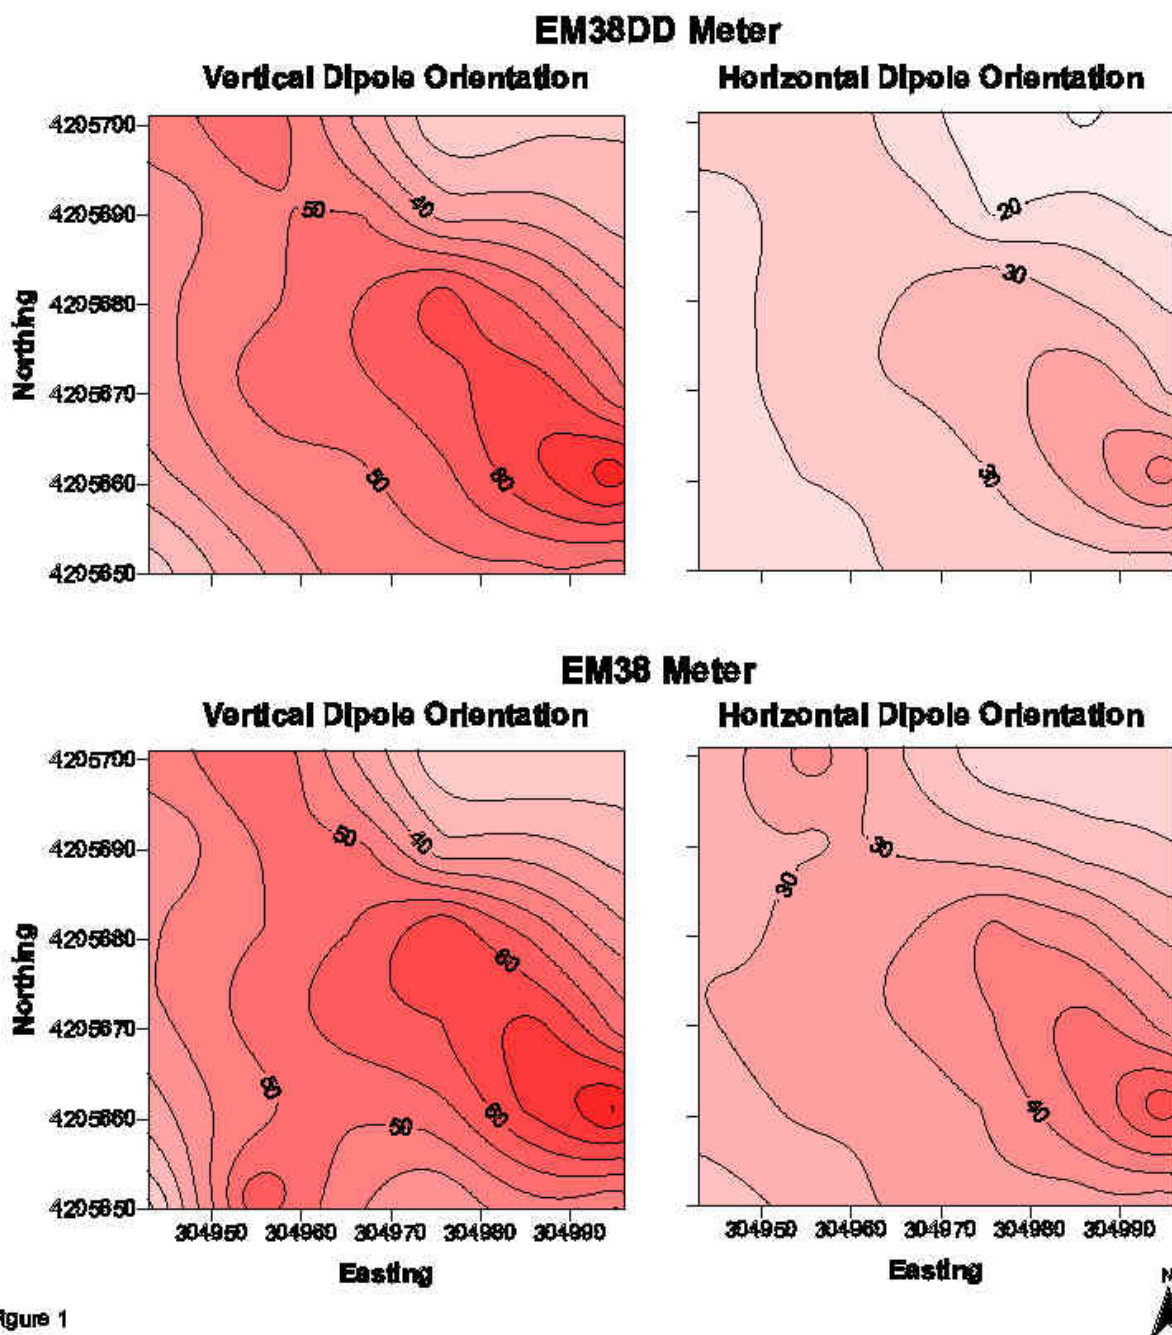 EM38DD Meter
Vertical Dipole Orientation
Horizontal Dipole Orientation
4205700
4205690
4205680
4205670
4205660
4205650
Northing
50
40
50
60
20
30
30
EM38 Meter
Vertical Dipole Orientation
Horizontal Dipole Orientation
4205700
4205690
4205680
4205670
4205660
4205650
Northing
50
40
60
50
60
50
30
30
40
304950 304960 304970 304980 304990
304950 304960 304970 304980 304990
Easting
Easting
N
igure 1